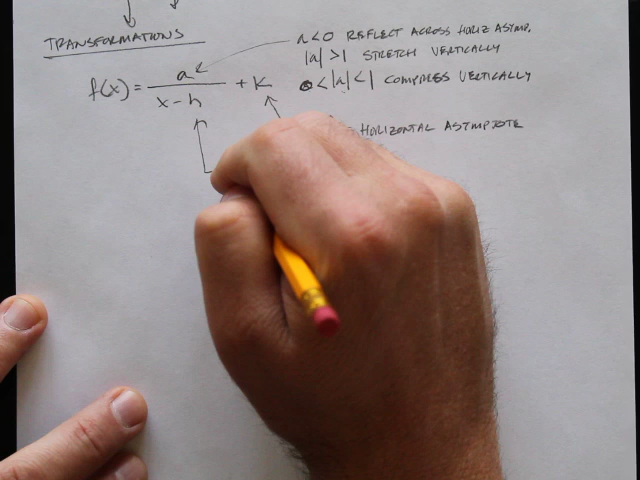 TRANSFORMATIONS
a<0 REFLECT ACROSS HORIZ ASYMP.
|a| >1 STRETCH VERTICALLY
0<|a|<1 COMPRESS VERTICALLY
f(x) = a / (x-h) + K
HORIZONTAL ASYMPTOTE